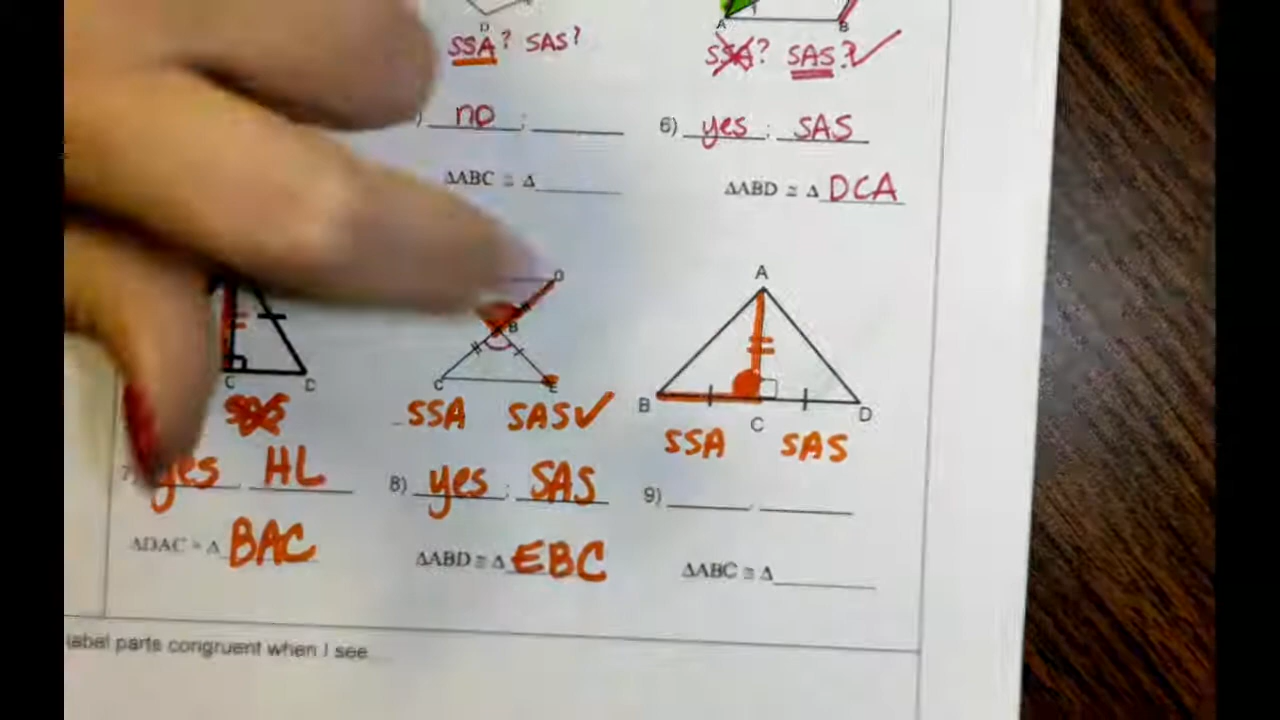 D
A B
SSA? SAS?
SSA? SAS?✓
no ; 
6) yes : SAS
ΔABC ≅ Δ
ΔABD ≅ Δ DCA
D
B
C E
C D
A
B C D
SSA SAS✓
SSA SAS
7) yes HL
8) yes : SAS
9)
ΔDAC ≅ Δ BAC
ΔABD ≅ Δ EBC
ΔABC ≅ Δ
label parts congruent when I see